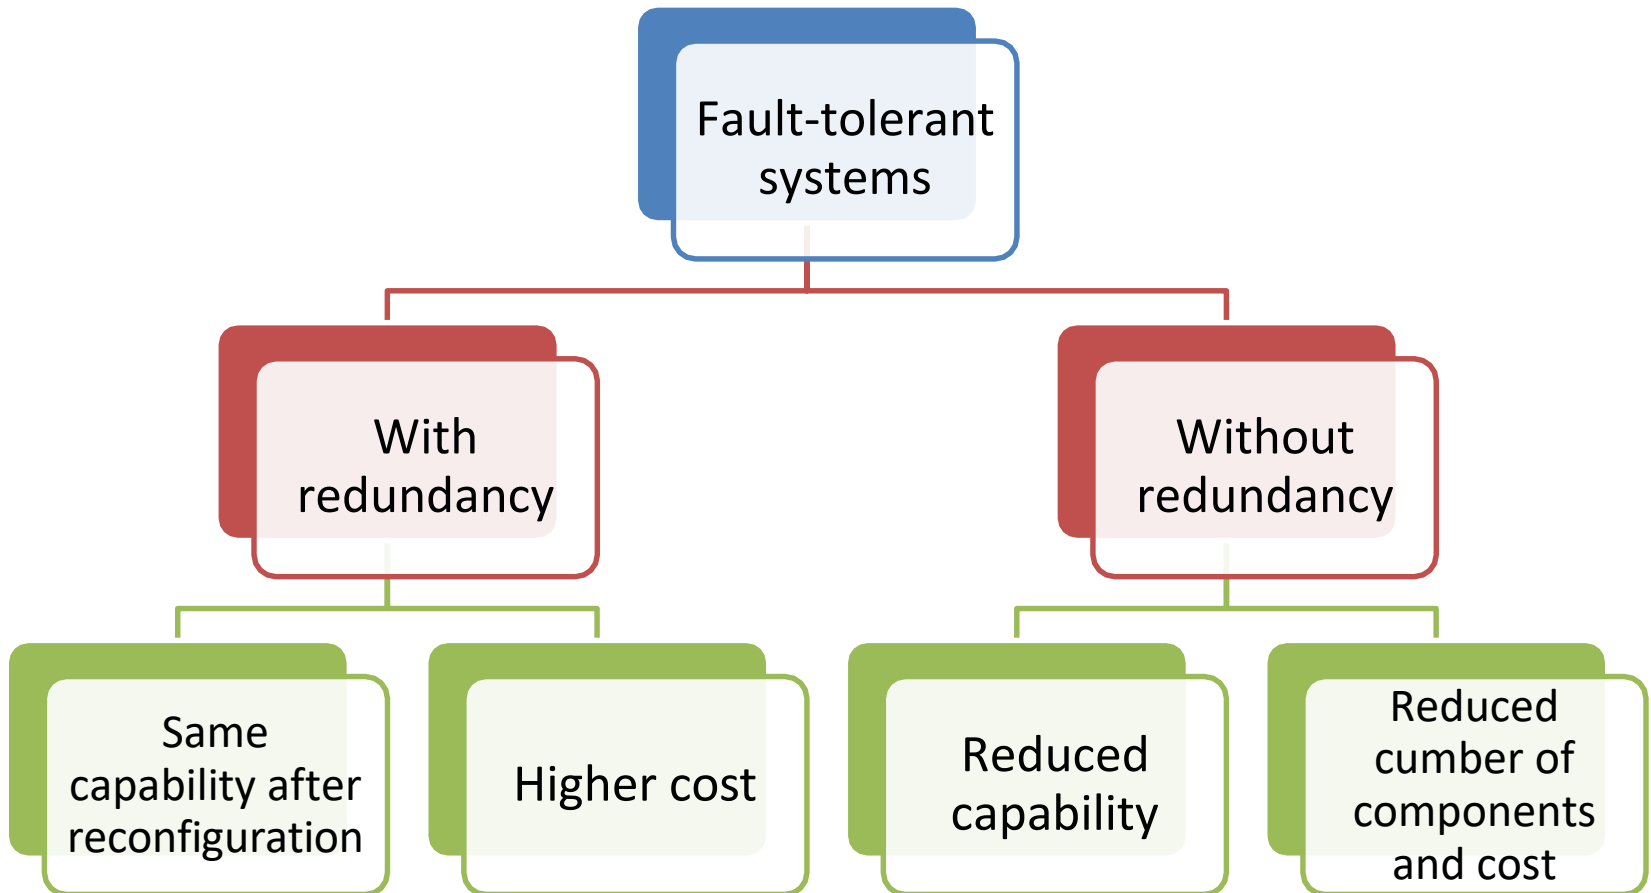 Fault-tolerant
systems
With
redundancy
Without
redundancy
Same
capability after
reconfiguration
Higher cost
Reduced
capability
Reduced
cumber of
components
and cost